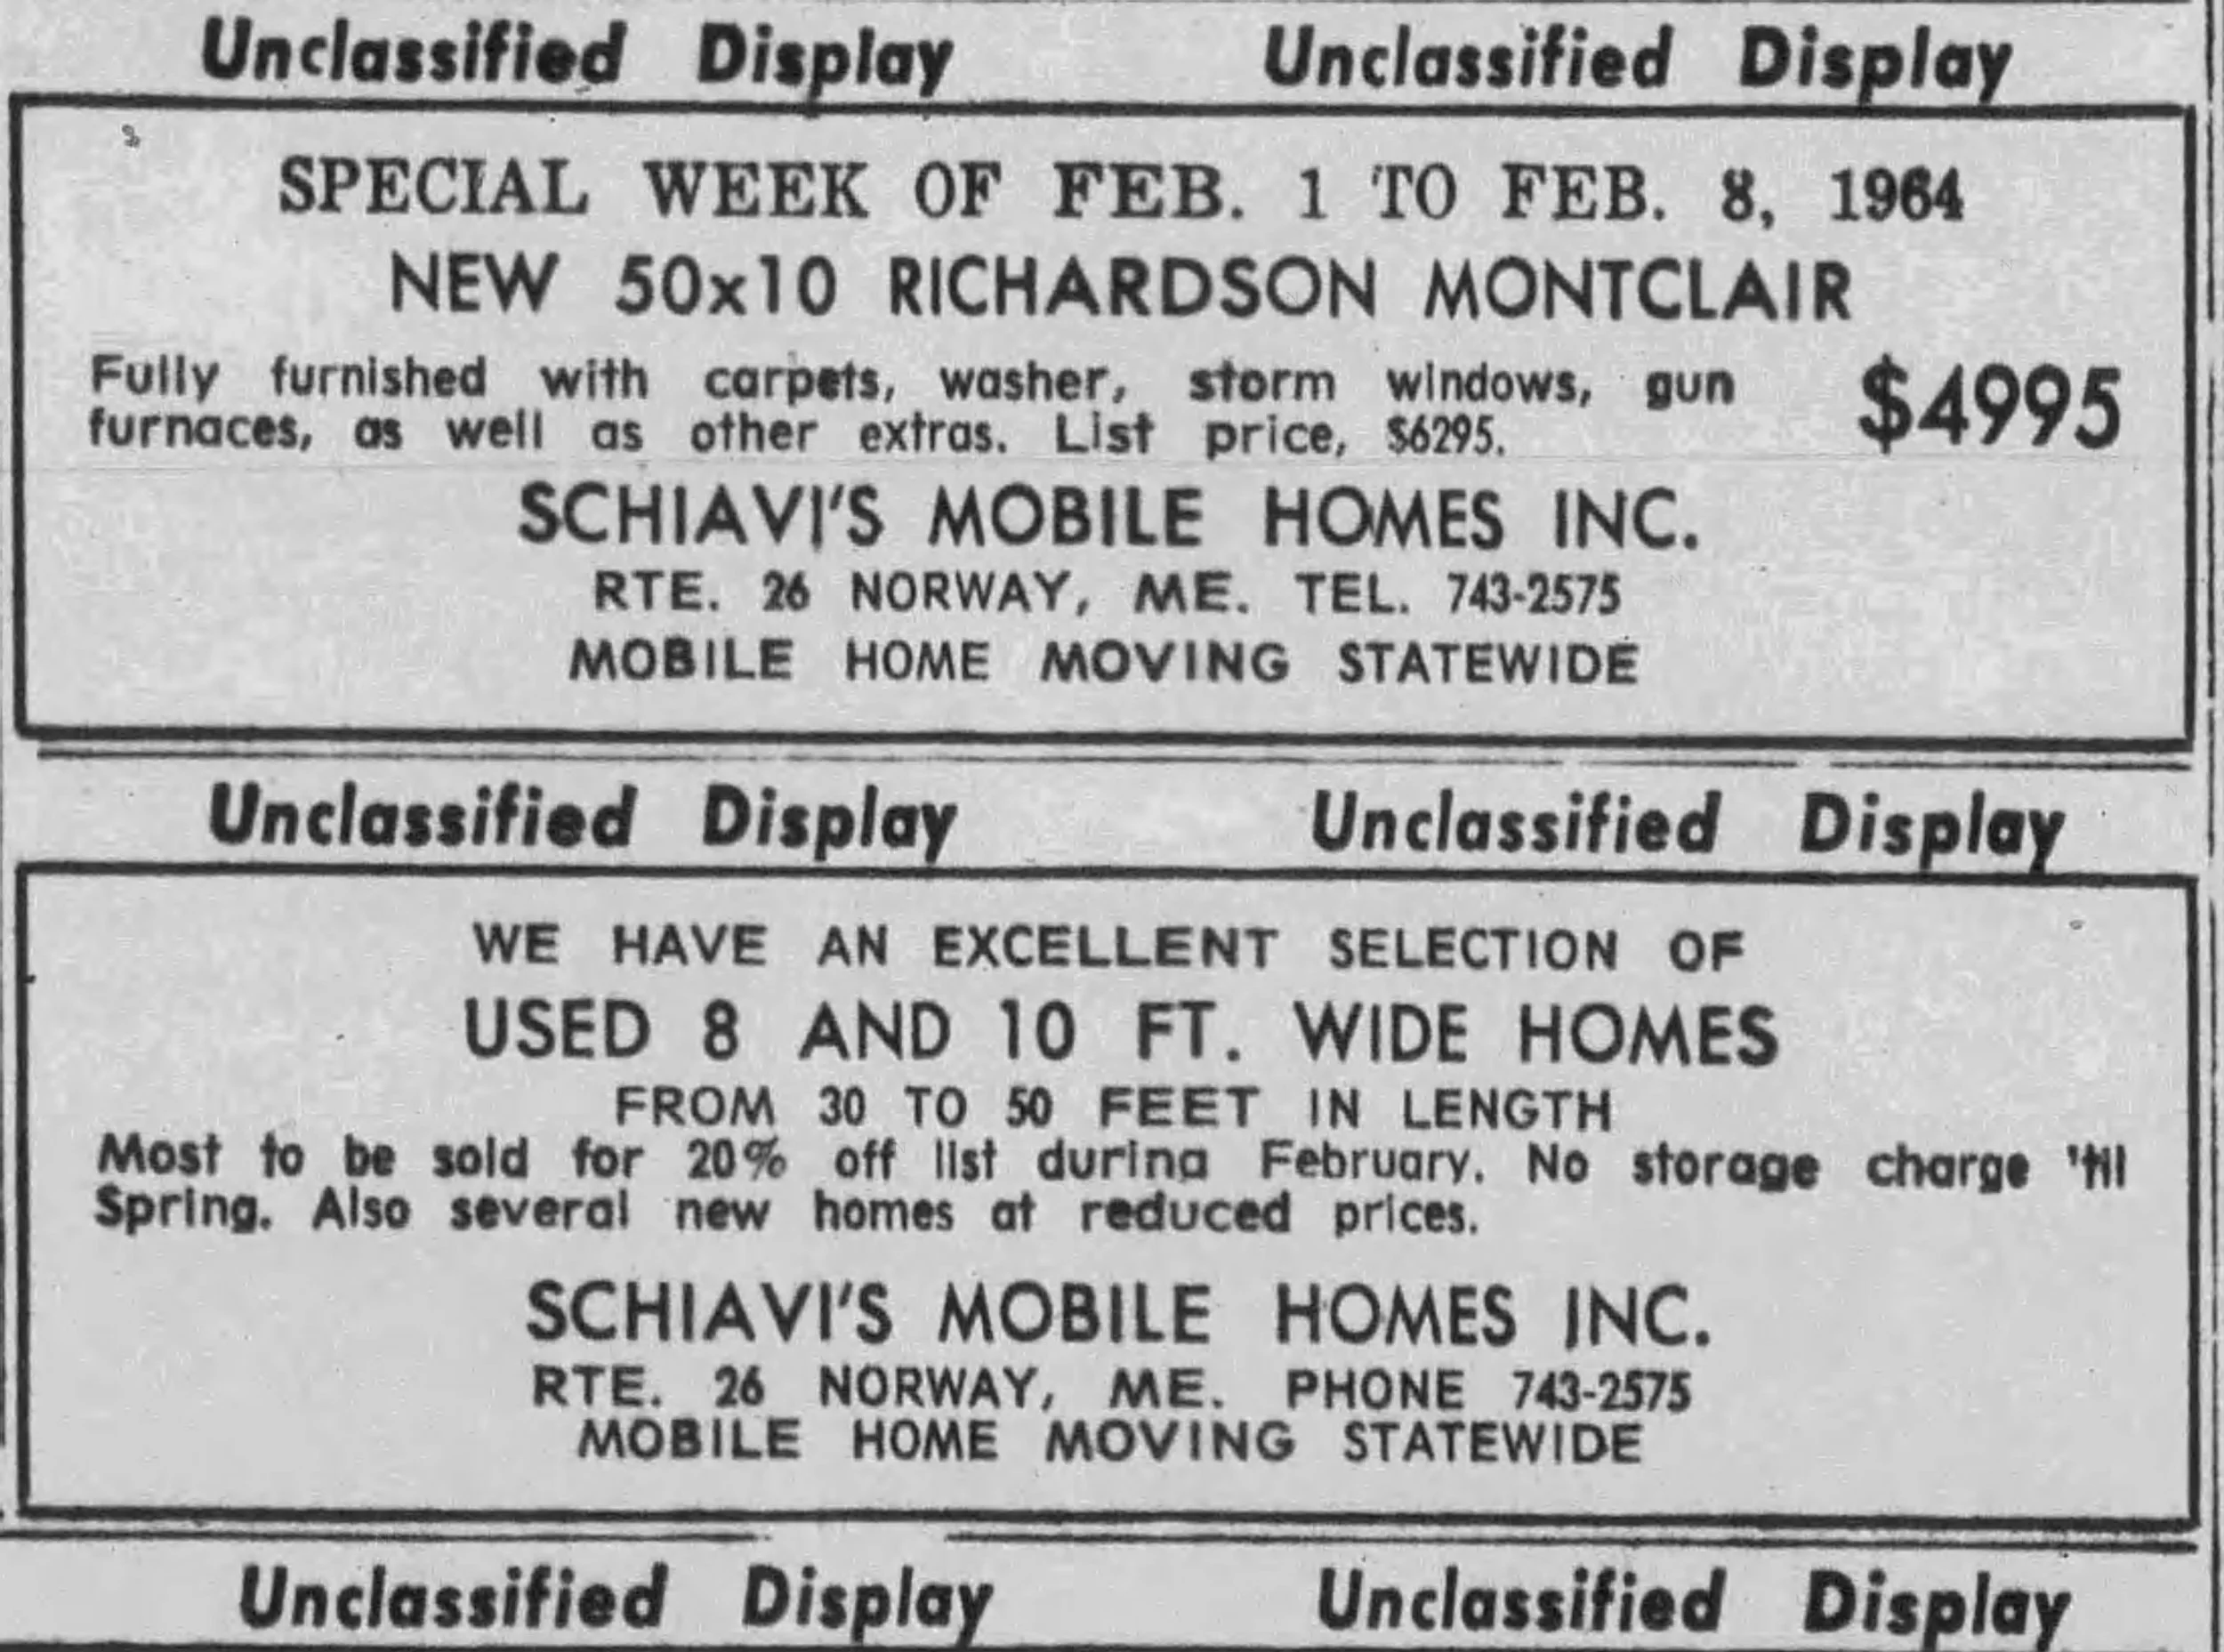 Unclassified Display Unclassified Display
SPECIAL WEEK OF FEB. 1 TO FEB. 8, 1964
NEW 50x10 RICHARDSON MONTCLAIR
Fully furnished with carpets, washer, storm windows, gun
furnaces, as well as other extras. List price, $6295.
$4995
SCHIAVI'S MOBILE HOMES INC.
RTE. 26 NORWAY, ME. TEL. 743-2575
MOBILE HOME MOVING STATEWIDE
Unclassified Display Unclassified Display
WE HAVE AN EXCELLENT SELECTION OF
USED 8 AND 10 FT. WIDE HOMES
FROM 30 TO 50 FEET IN LENGTH
Most to be sold for 20% off list during February. No storage charge 'til
Spring. Also several new homes at reduced prices.
SCHIAVI'S MOBILE HOMES INC.
RTE. 26 NORWAY, ME. PHONE 743-2575
MOBILE HOME MOVING STATEWIDE
Unclassified Display Unclassified Display